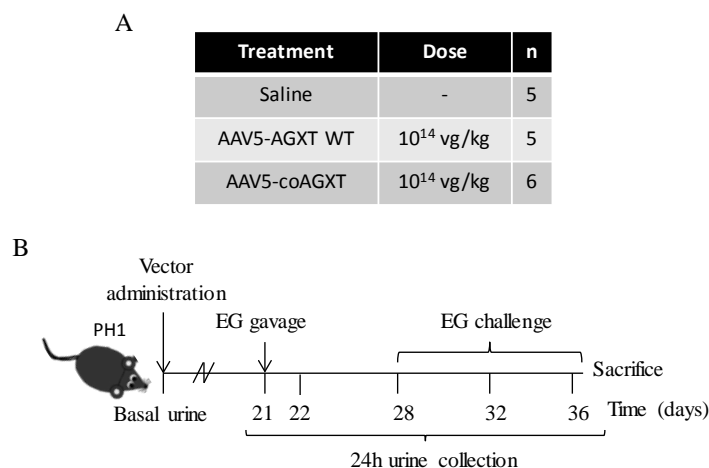 A
Treatment Dose n
Saline - 5
AAV5-AGXT WT 10¹⁴ vg/kg 5
AAV5-coAGXT 10¹⁴ vg/kg 6
B
Vector
administration
PH1
EG gavage
EG challenge
Sacrifice
Basal urine
21 22 28 32 36 Time (days)
24h urine collection